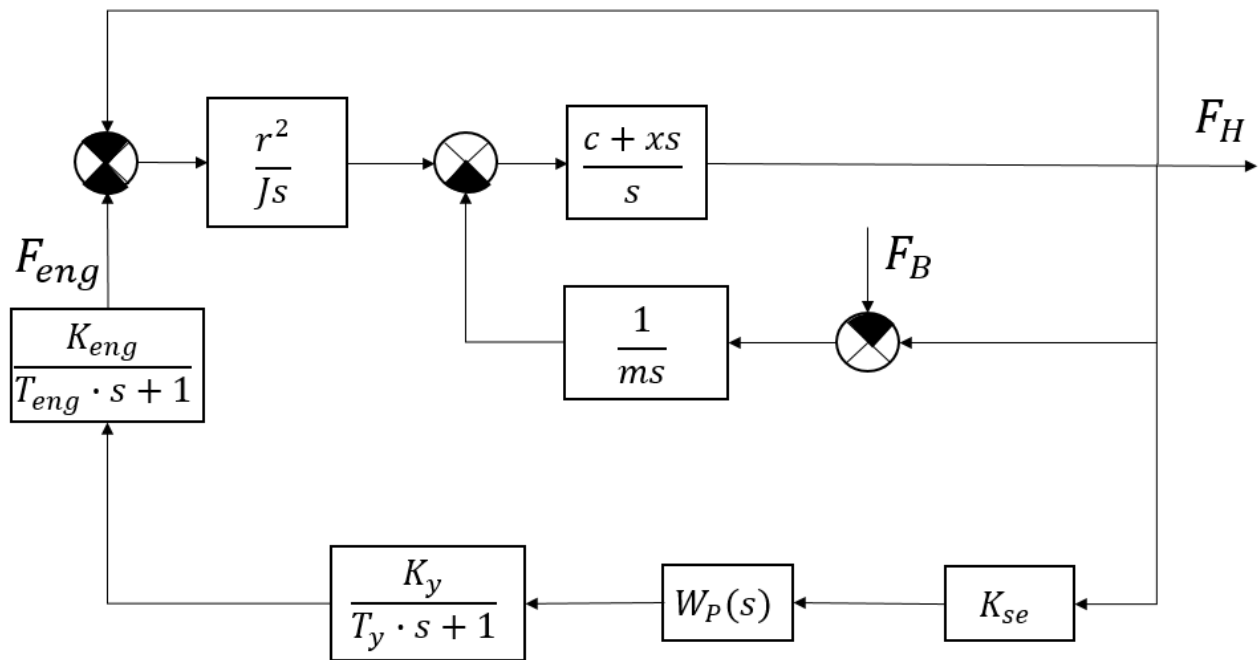 F_H
r^2
Js
c + xs
s
F_eng
F_B
K_eng
T_eng · s + 1
1
ms
K_y
T_y · s + 1
W_P(s)
K_se